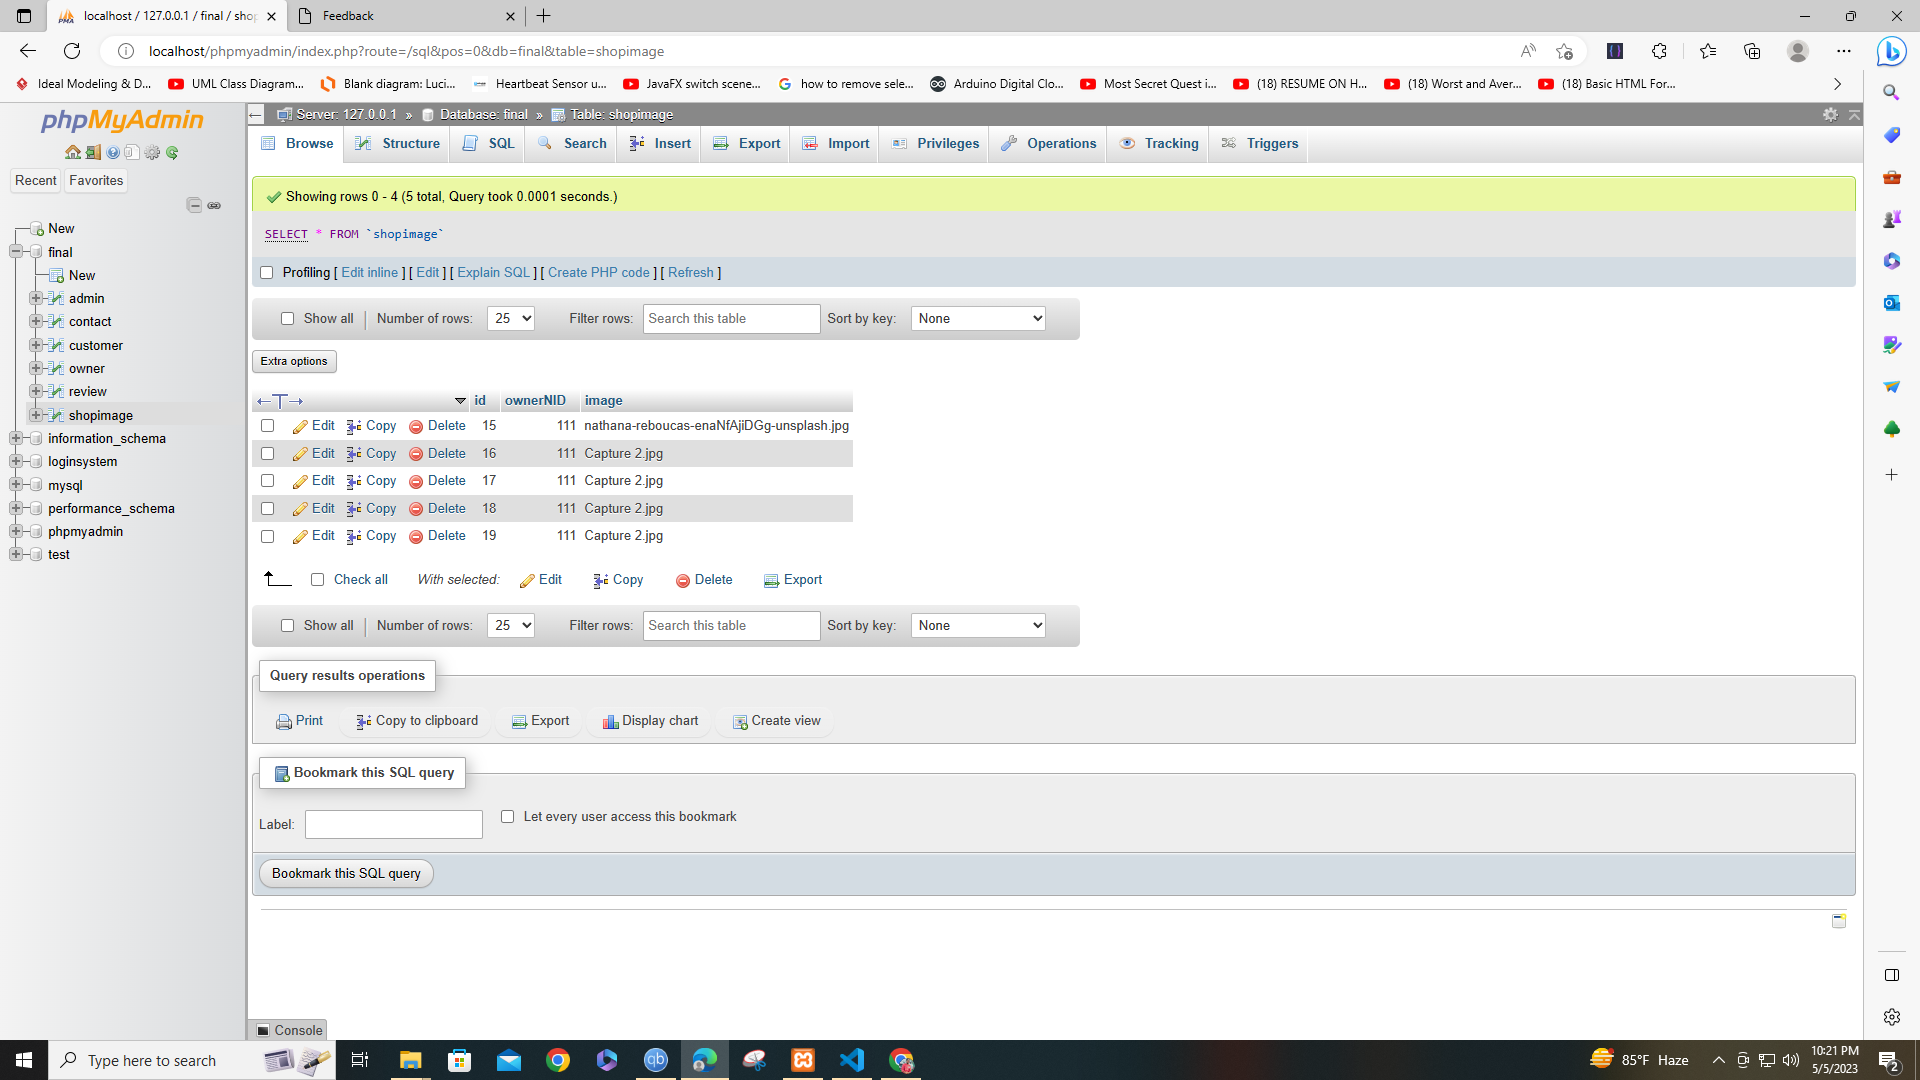 localhost / 127.0.0.1 / final / shop
Feedback
localhost/phpmyadmin/index.php?route=/sql&pos=0&db=final&table=shopimage
Ideal Modeling & D...
UML Class Diagram...
Blank diagram: Luci...
Heartbeat Sensor u...
JavaFX switch scene...
how to remove sele...
Arduino Digital Clo...
Most Secret Quest i...
(18) RESUME ON H...
(18) Worst and Aver...
(18) Basic HTML For...
phpMyAdmin
Recent
Favorites
New
final
New
admin
contact
customer
owner
review
shopimage
information_schema
loginsystem
mysql
performance_schema
phpmyadmin
test
Server: 127.0.0.1 » Database: final » Table: shopimage
Browse
Structure
SQL
Search
Insert
Export
Import
Privileges
Operations
Tracking
Triggers
Showing rows 0 - 4 (5 total, Query took 0.0001 seconds.)
SELECT * FROM `shopimage`
Profiling [ Edit inline ] [ Edit ] [ Explain SQL ] [ Create PHP code ] [ Refresh ]
Show all | Number of rows: 25 Filter rows: Search this table Sort by key: None
Extra options
id ownerNID image
Edit Copy Delete 15 111 nathana-reboucas-enaNfAjiDGg-unsplash.jpg
Edit Copy Delete 16 111 Capture 2.jpg
Edit Copy Delete 17 111 Capture 2.jpg
Edit Copy Delete 18 111 Capture 2.jpg
Edit Copy Delete 19 111 Capture 2.jpg
Check all With selected: Edit Copy Delete Export
Show all | Number of rows: 25 Filter rows: Search this table Sort by key: None
Query results operations
Print Copy to clipboard Export Display chart Create view
Bookmark this SQL query
Label: Let every user access this bookmark
Bookmark this SQL query
Console
Type here to search
85°F Haze
10:21 PM
5/5/2023
2